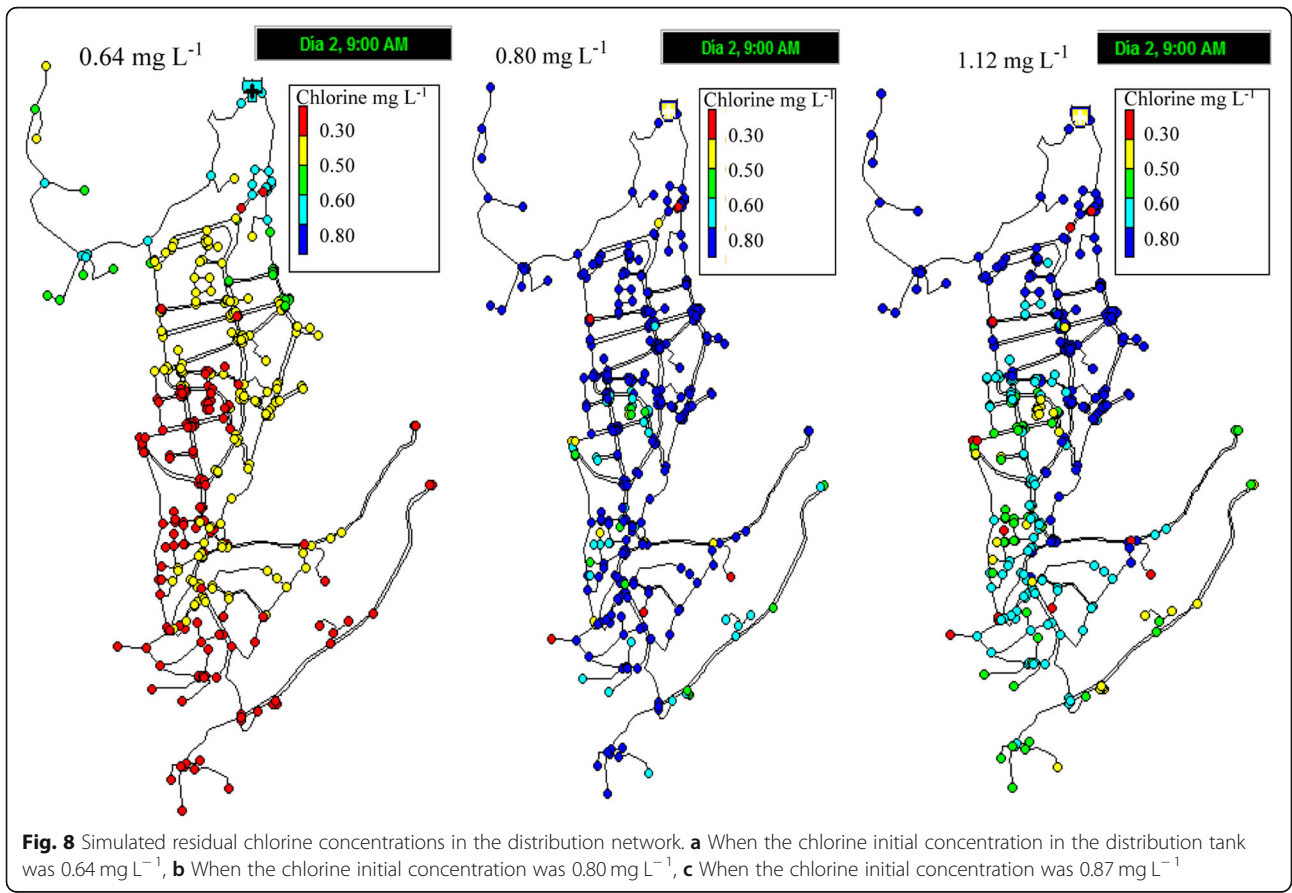 0.64 mg L-1
Dia 2, 9:00 AM
Chlorine mg L-1
0.30
0.50
0.60
0.80
0.80 mg L-1
Dia 2, 9:00 AM
Chlorine mg L-1
0.30
0.50
0.60
0.80
1.12 mg L-1
Dia 2, 9:00 AM
Chlorine mg L-1
0.30
0.50
0.60
0.80
Fig. 8 Simulated residual chlorine concentrations in the distribution network. a When the chlorine initial concentration in the distribution tank
was 0.64 mg L−1, b When the chlorine initial concentration was 0.80 mg L−1, c When the chlorine initial concentration was 0.87 mg L−1